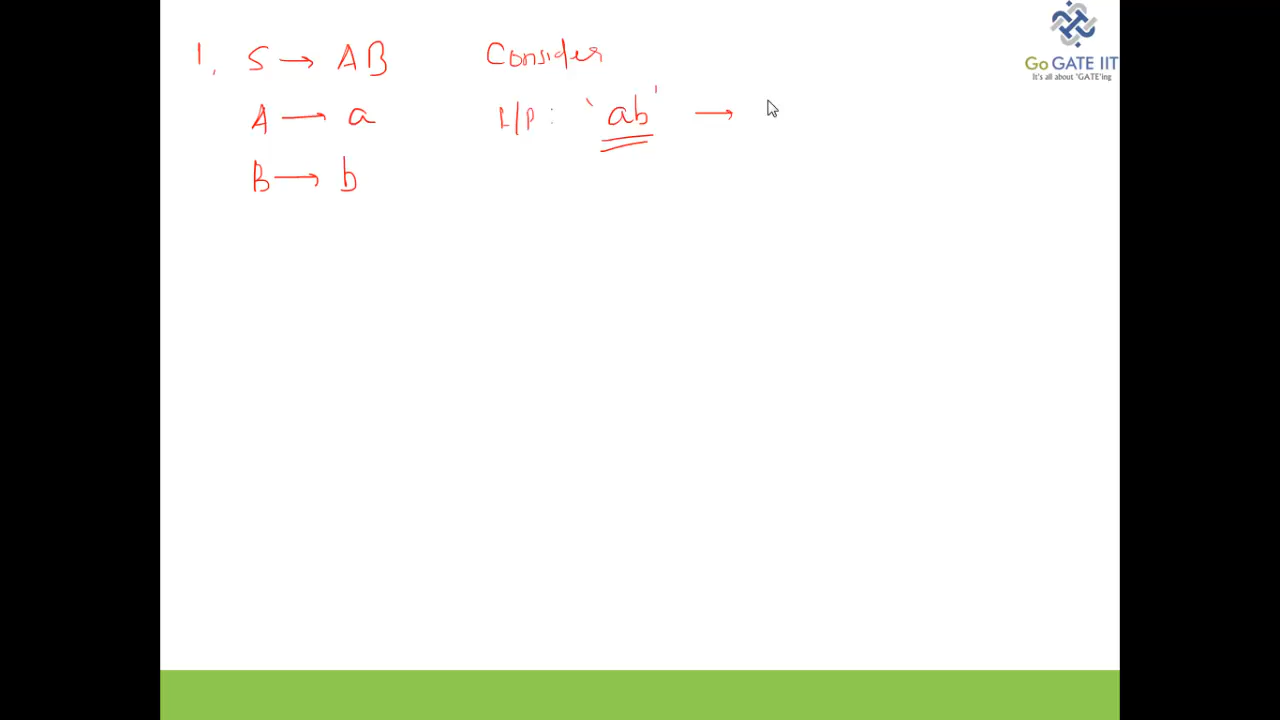 1. S → AB
A → a
B → b
Consider
I/P : 'ab' →
Go GATE IIT
It's all about 'GATE'ing